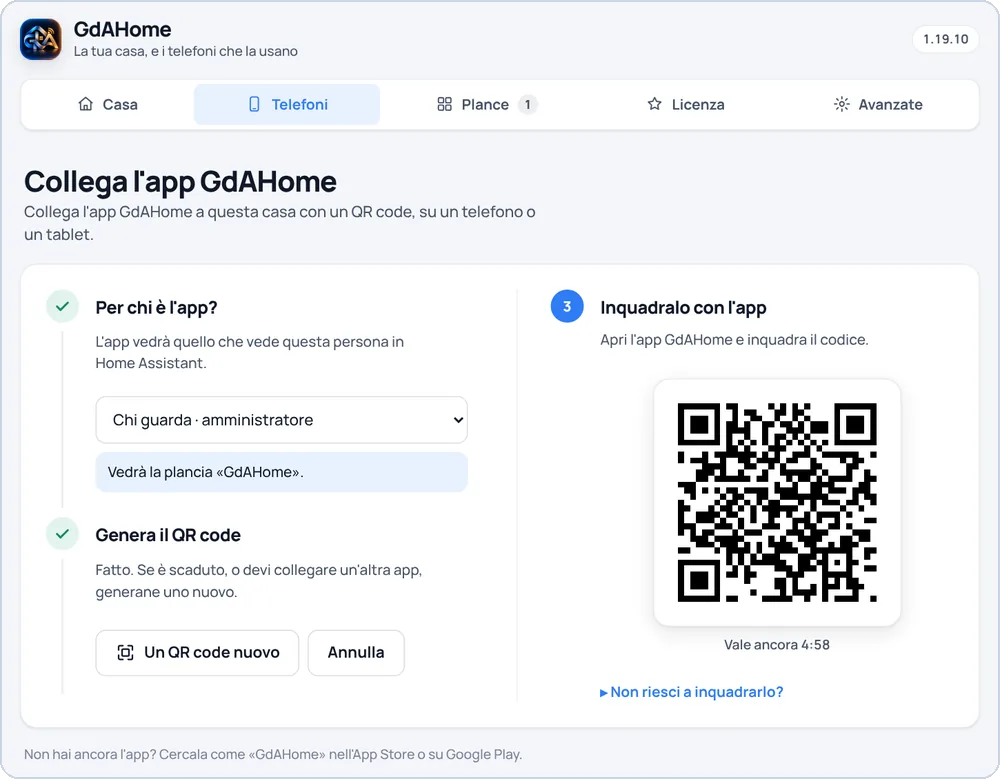 GdAHome
La tua casa, e i telefoni che la usano
1.19.10
Casa
Telefoni
Plance 1
Licenza
Avanzate
Collega l'app GdAHome
Collega l'app GdAHome a questa casa con un QR code, su un telefono o
un tablet.
Per chi è l'app?
L'app vedrà quello che vede questa persona in
Home Assistant.
Chi guarda · amministratore
Vedrà la plancia «GdAHome».
Genera il QR code
Fatto. Se è scaduto, o devi collegare un'altra app,
generane uno nuovo.
Un QR code nuovo
Annulla
3
Inquadralo con l'app
Apri l'app GdAHome e inquadra il codice.
Vale ancora 4:58
▸ Non riesci a inquadrarlo?
Non hai ancora l'app? Cercala come «GdAHome» nell'App Store o su Google Play.